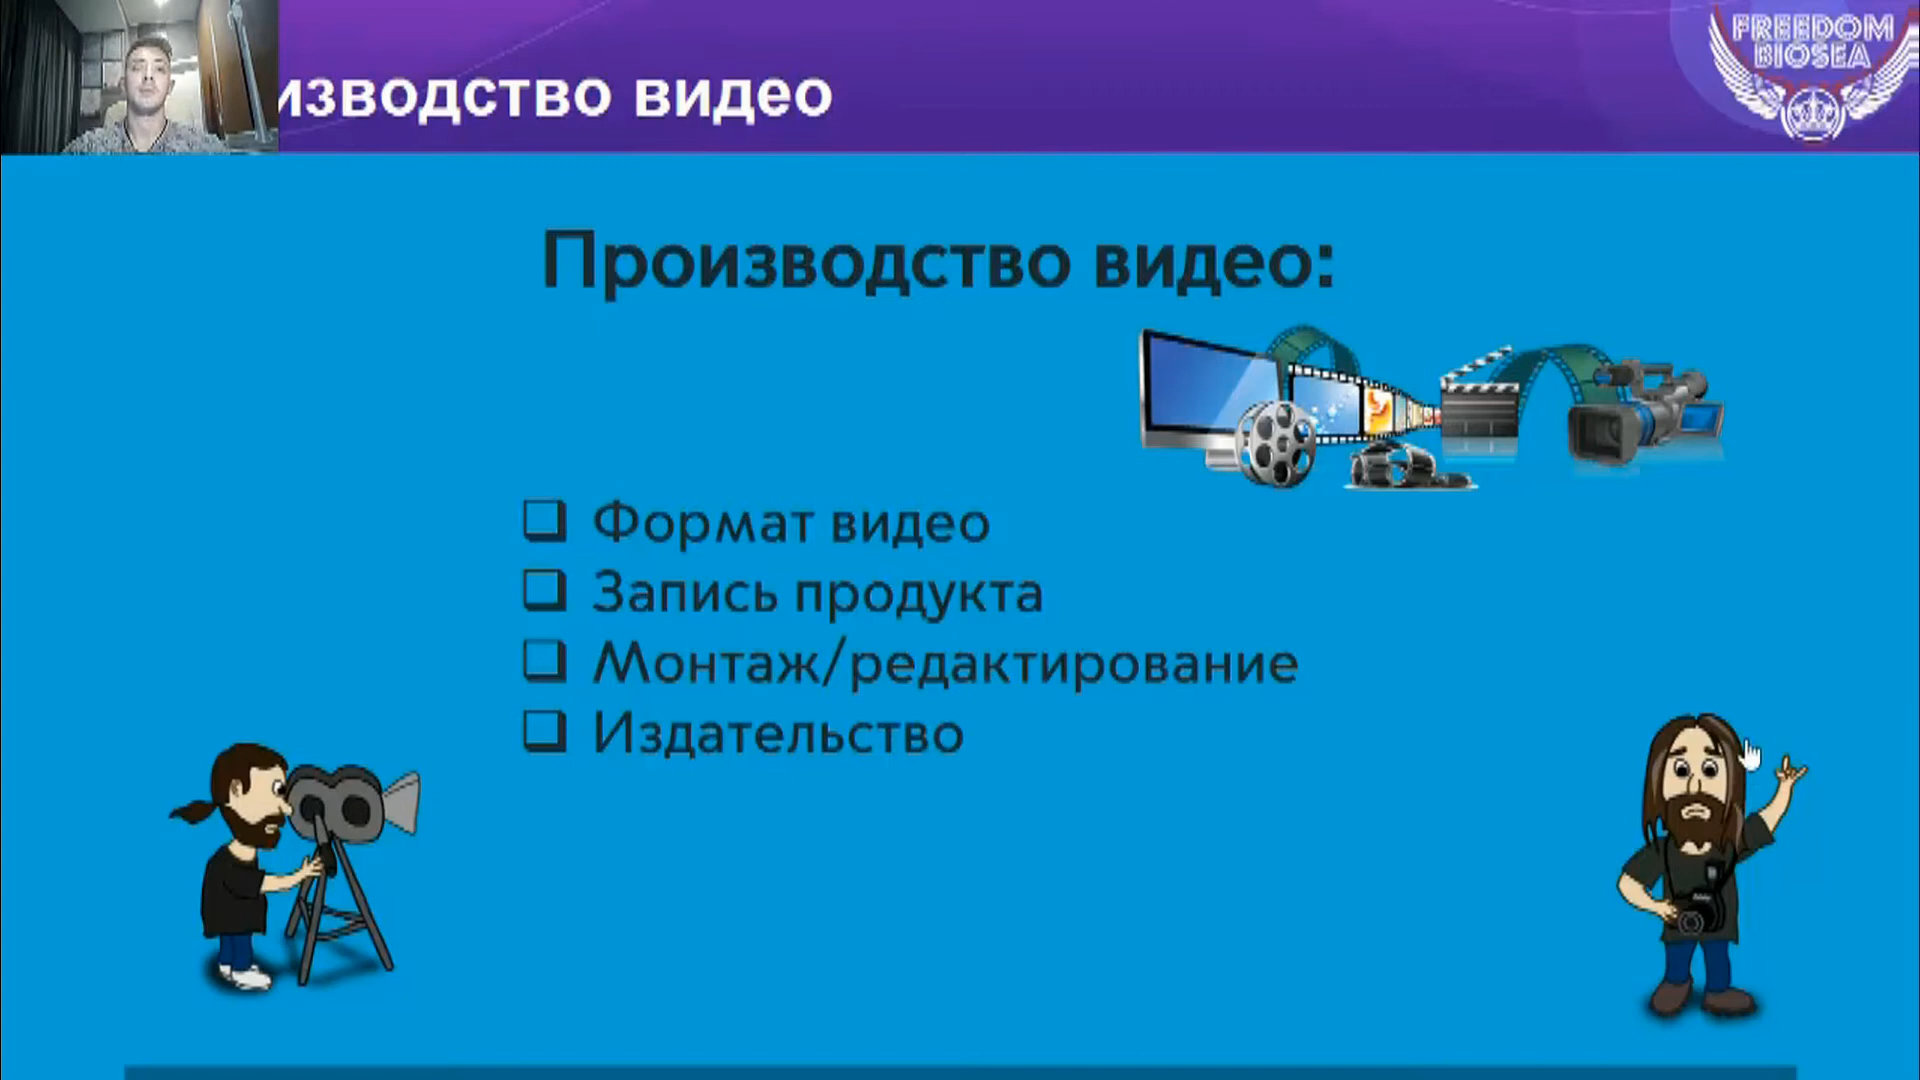 изводство видео
FREEDOM
BIOSEA
Производство видео:
Формат видео
Запись продукта
Монтаж/редактирование
Издательство